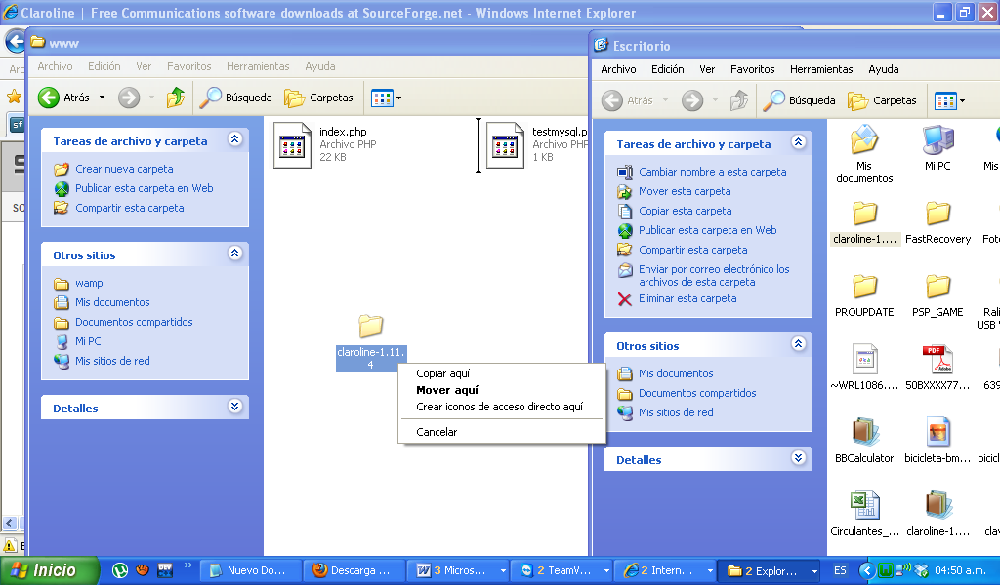 Claroline | Free Communications software downloads at SourceForge.net - Windows Internet Explorer
www
Archivo Edición Ver Favoritos Herramientas Ayuda
Atrás Búsqueda Carpetas
Tareas de archivo y carpeta
Crear nueva carpeta
Publicar esta carpeta en Web
Compartir esta carpeta
Otros sitios
wamp
Mis documentos
Documentos compartidos
Mi PC
Mis sitios de red
Detalles
index.php
Archivo PHP
22 KB
testmysql.p
Archivo PHP
1 KB
claroline-1.11.
4
Copiar aquí
Mover aquí
Crear iconos de acceso directo aquí
Cancelar
Escritorio
Archivo Edición Ver Favoritos Herramientas Ayuda
Atrás Búsqueda Carpetas
Tareas de archivo y carpeta
Cambiar nombre a esta carpeta
Mover esta carpeta
Copiar esta carpeta
Publicar esta carpeta en Web
Compartir esta carpeta
Enviar por correo electrónico los
archivos de esta carpeta
Eliminar esta carpeta
Otros sitios
Mis documentos
Documentos compartidos
Mis sitios de red
Detalles
Mis
documentos
Mi PC
Mis
claroline-1.... FastRecovery Foto
PROUPDATE PSP_GAME Rali
USB "
~WRL1086.... 50BXXXX77... 639
BBCalculator bicicleta-bm... bicicl
Circulantes_... claroline-1.... clav
Inicio
Nuevo Do... Descarga ... 3 Micros... 2 TeamV... 2 Intern... 2 Explor... ES 04:50 a.m.